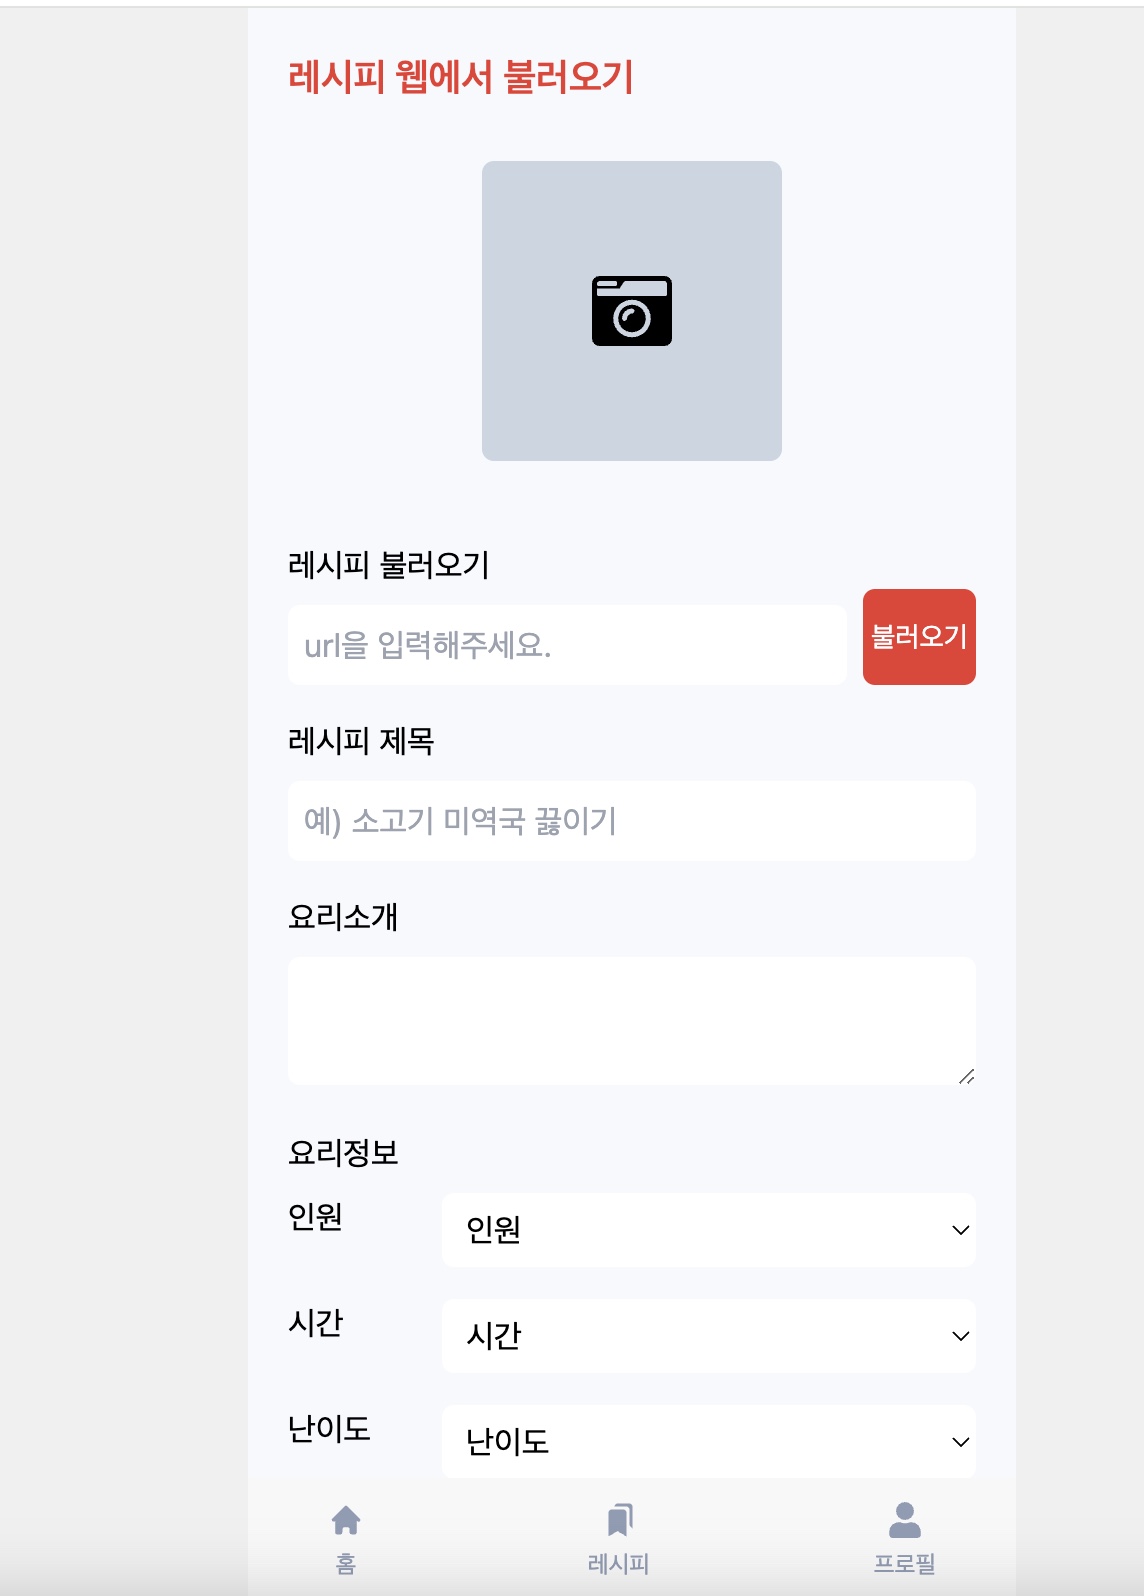 레시피 웹에서 불러오기
레시피 불러오기
url을 입력해주세요.
불러오기
레시피 제목
예) 소고기 미역국 끓이기
요리소개
요리정보
인원
인원
시간
시간
난이도
난이도
홈
레시피
프로필